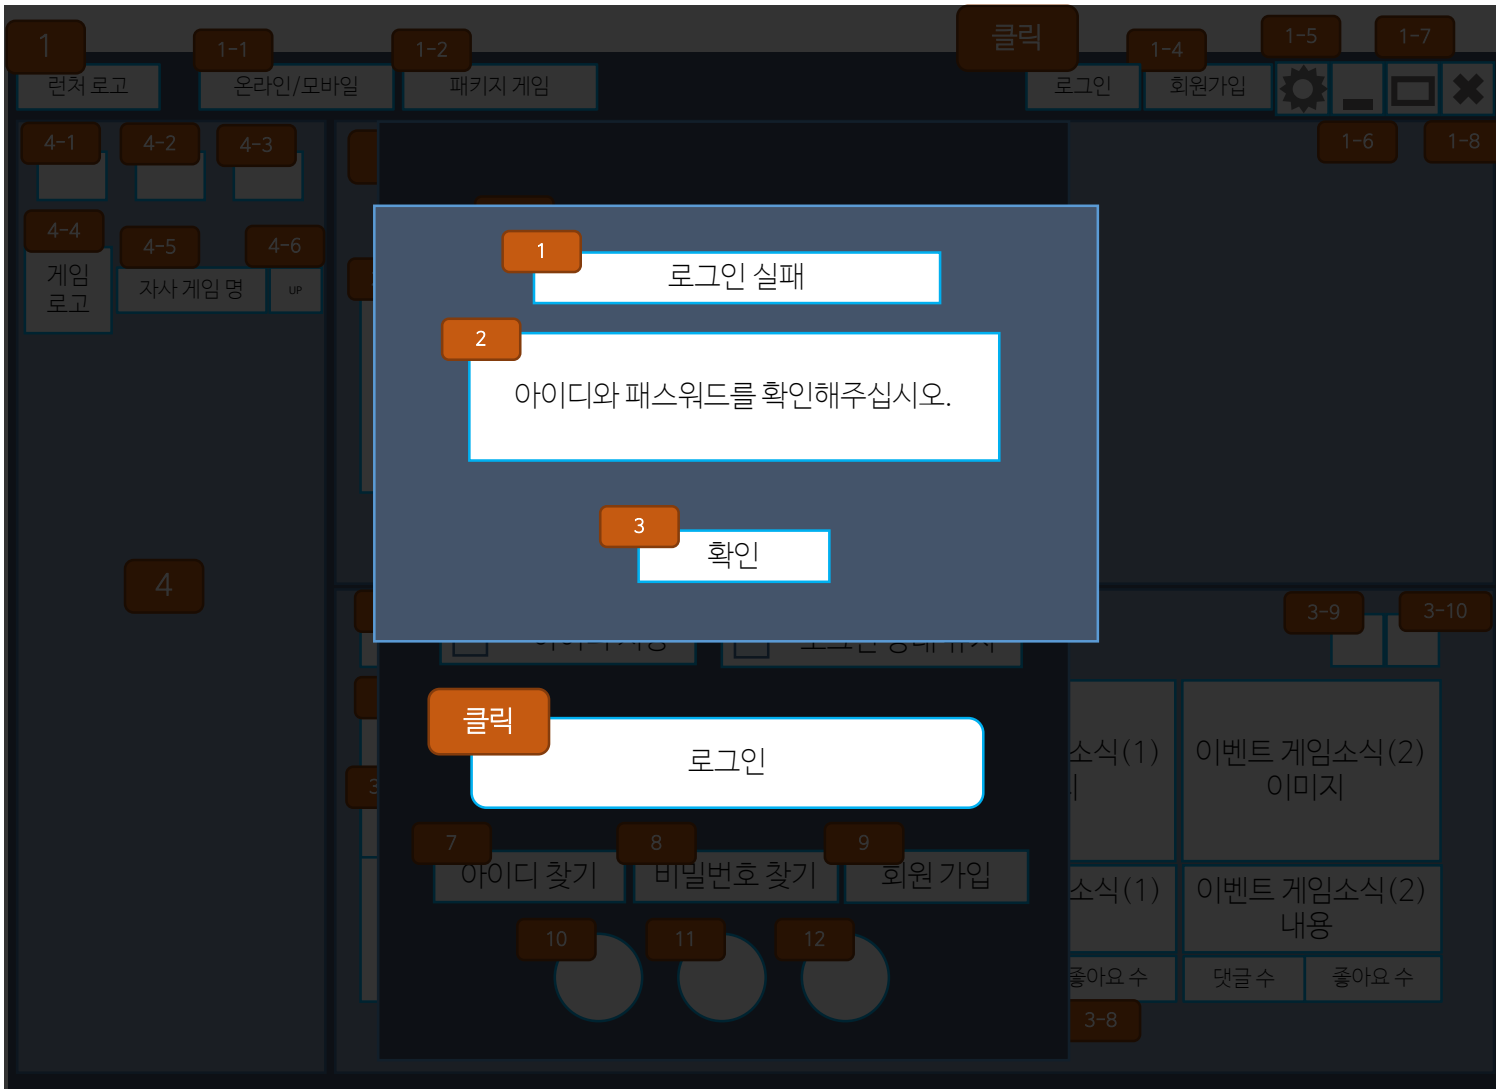 1
1-1
1-2
클릭
1-4
1-5
1-7
런처 로고
온라인/모바일
패키지 게임
로그인
회원가입
1-6
1-8
4-1
4-2
4-3
4-4
4-5
4-6
게임
로고
자사 게임 명
UP
4
1
로그인 실패
2
아이디와 패스워드를 확인해주십시오.
3
확인
클릭
로그인
7
8
9
아이디 찾기
비밀번호 찾기
회원 가입
10
11
12
3-9
3-10
소식(1)
이벤트 게임소식(2)
이미지
소식(1)
이벤트 게임소식(2)
내용
좋아요 수
댓글 수
좋아요 수
3-8